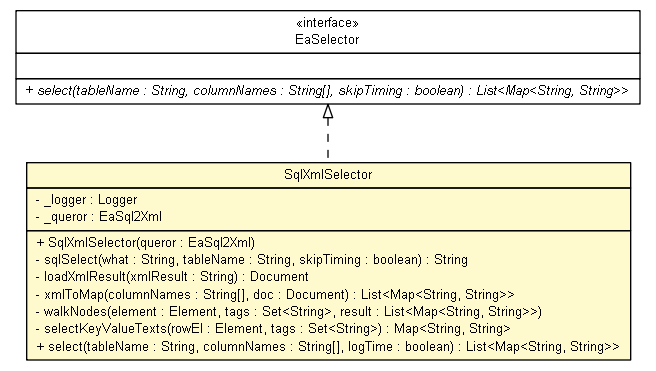 «interface»
EaSelector
+ select(tableName : String, columnNames : String[], skipTiming : boolean) : List<Map<String, String>>
SqlXmlSelector
- _logger : Logger
- _queror : EaSql2Xml
+ SqlXmlSelector(queror : EaSql2Xml)
- sqlSelect(what : String, tableName : String, skipTiming : boolean) : String
- loadXmlResult(xmlResult : String) : Document
- xmlToMap(columnNames : String[], doc : Document) : List<Map<String, String>>
- walkNodes(element : Element, tags : Set<String>, result : List<Map<String, String>>)
- selectKeyValueTexts(rowEl : Element, tags : Set<String>) : Map<String, String>
+ select(tableName : String, columnNames : String[], logTime : boolean) : List<Map<String, String>>